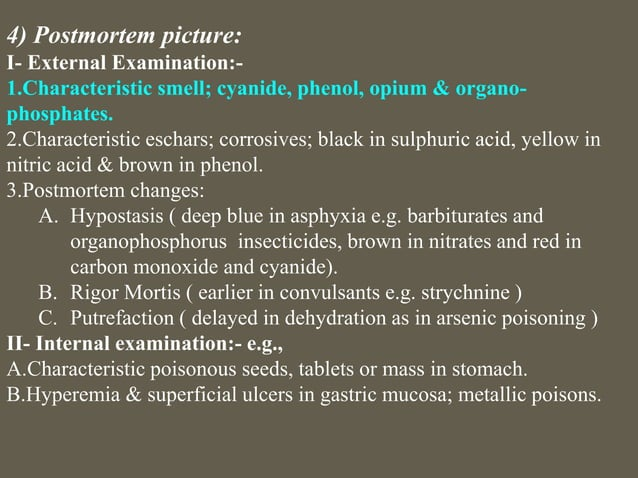 4) Postmortem picture:
I- External Examination:-
1.Characteristic smell; cyanide, phenol, opium & organo-
phosphates.
2.Characteristic eschars; corrosives; black in sulphuric acid, yellow in
nitric acid & brown in phenol.
3.Postmortem changes:
A. Hypostasis ( deep blue in asphyxia e.g. barbiturates and
organophosphorus insecticides, brown in nitrates and red in
carbon monoxide and cyanide).
B. Rigor Mortis ( earlier in convulsants e.g. strychnine )
C. Putrefaction ( delayed in dehydration as in arsenic poisoning )
II- Internal examination:- e.g.,
A.Characteristic poisonous seeds, tablets or mass in stomach.
B.Hyperemia & superficial ulcers in gastric mucosa; metallic poisons.